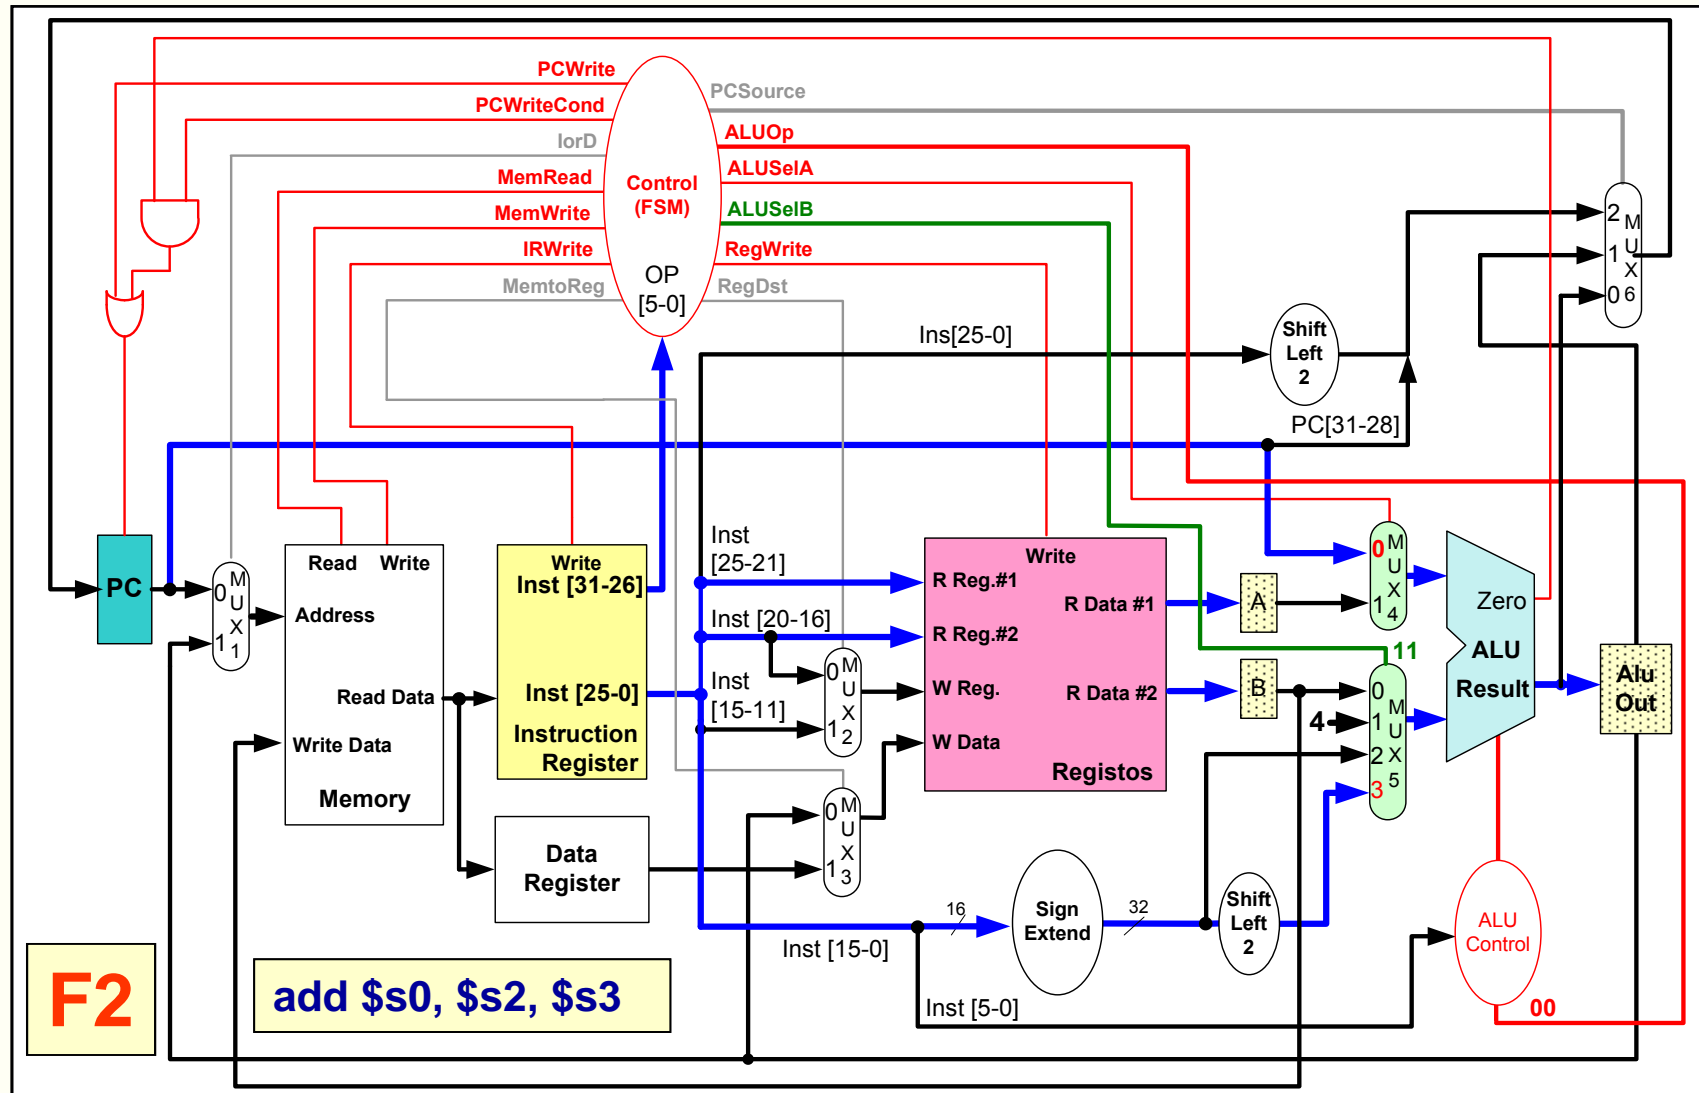 PCWrite
PCWriteCond
IorD
MemRead
MemWrite
IRWrite
MemtoReg
Control
(FSM)
OP
[5-0]
PCSource
ALUOp
ALUSelA
ALUSelB
RegWrite
RegDst
Ins[25-0]
Shift
Left
2
PC[31-28]
2
1
0
M
U
X
6
PC
0
1
M
U
X
1
Read Write
Address
Read Data
Write Data
Memory
Write
Inst [31-26]
Inst [25-0]
Instruction
Register
Data
Register
Inst
[25-21]
Inst [20-16]
Inst
[15-11]
0
1
M
U
X
2
0
1
M
U
X
3
Write
R Reg.#1
R Reg.#2
W Reg.
W Data
R Data #1
R Data #2
Registos
A
B
0
1
M
U
X
4
11
0
4
1
2
3
M
U
X
5
Zero
ALU
Result
Alu
Out
Inst [15-0]
16
Sign
Extend
32
Shift
Left
2
Inst [5-0]
ALU
Control
00
F2
add $s0, $s2, $s3